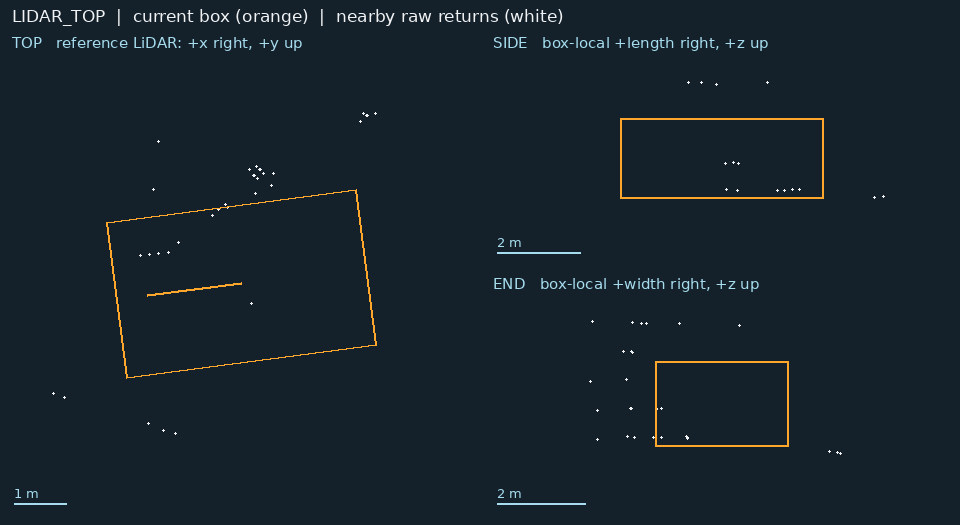 LIDAR_TOP | current box (orange) | nearby raw returns (white)
TOP reference LiDAR: +x right, +y up
SIDE box-local +length right, +z up
2 m
END box-local +width right, +z up
1 m
2 m